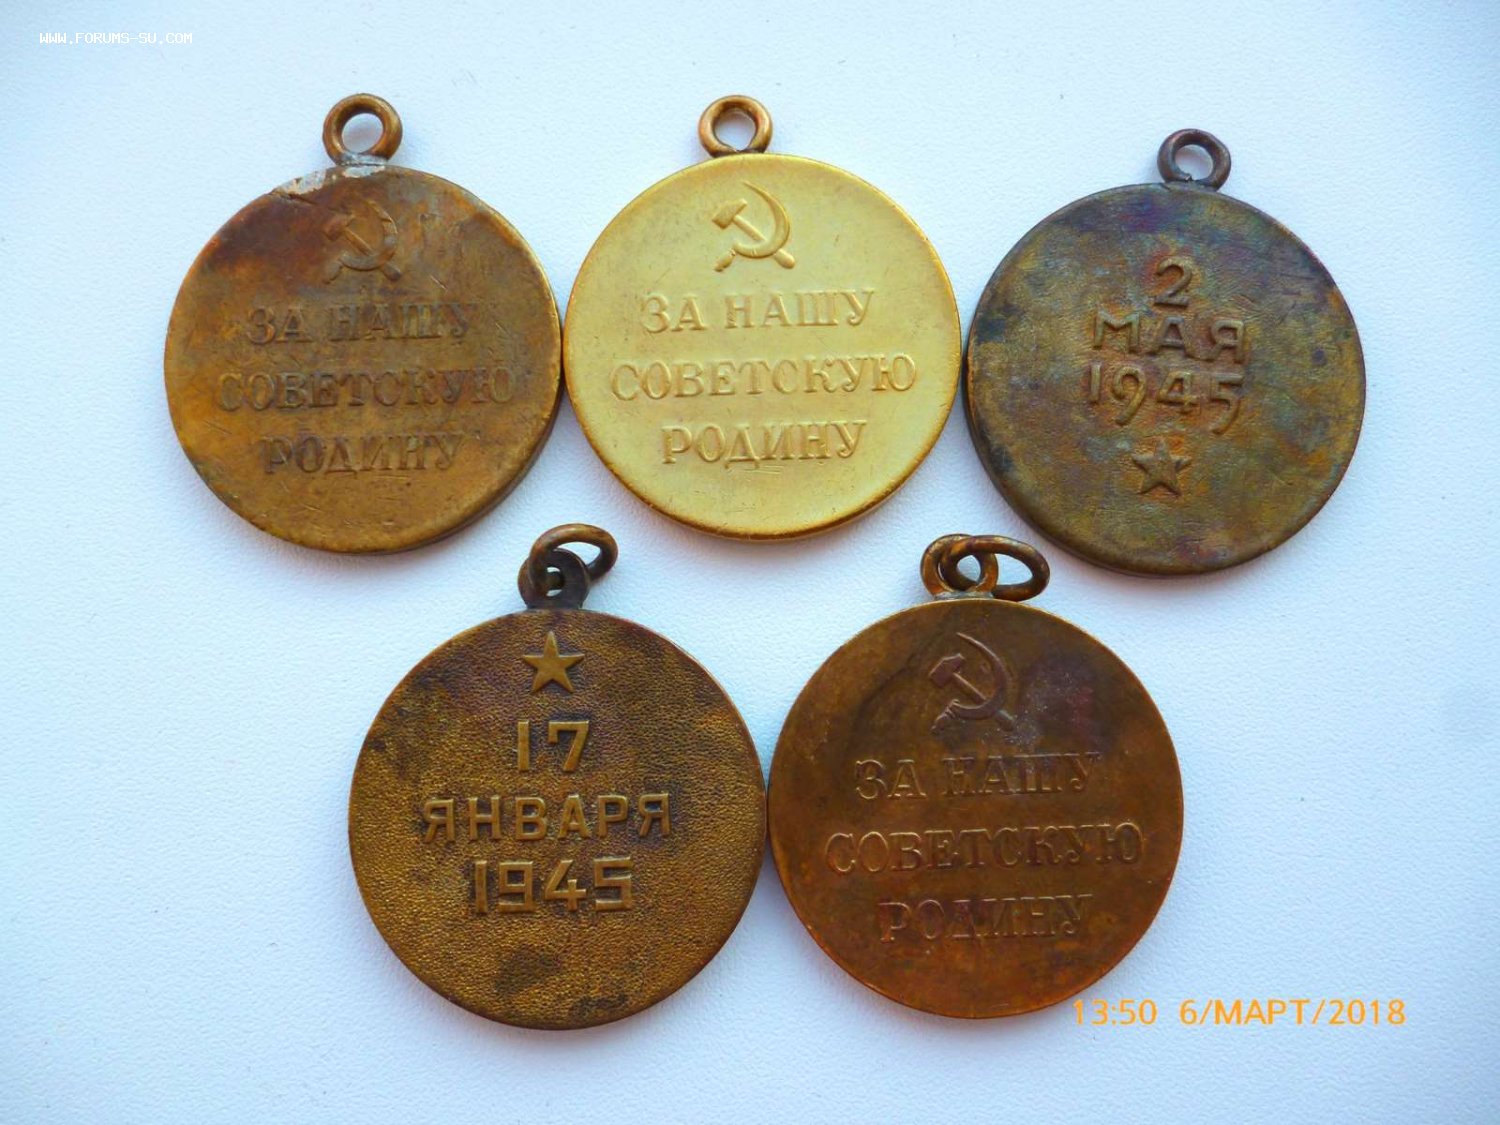 WWW.FORUMS-SU.COM
ЗА НАШУ
СОВЕТСКУЮ
РОДИНУ
ЗА НАШУ
СОВЕТСКУЮ
РОДИНУ
2
МАЯ
1945
17
ЯНВАРЯ
1945
ЗА НАШУ
СОВЕТСКУЮ
РОДИНУ
13:50 6/МАРТ/2018